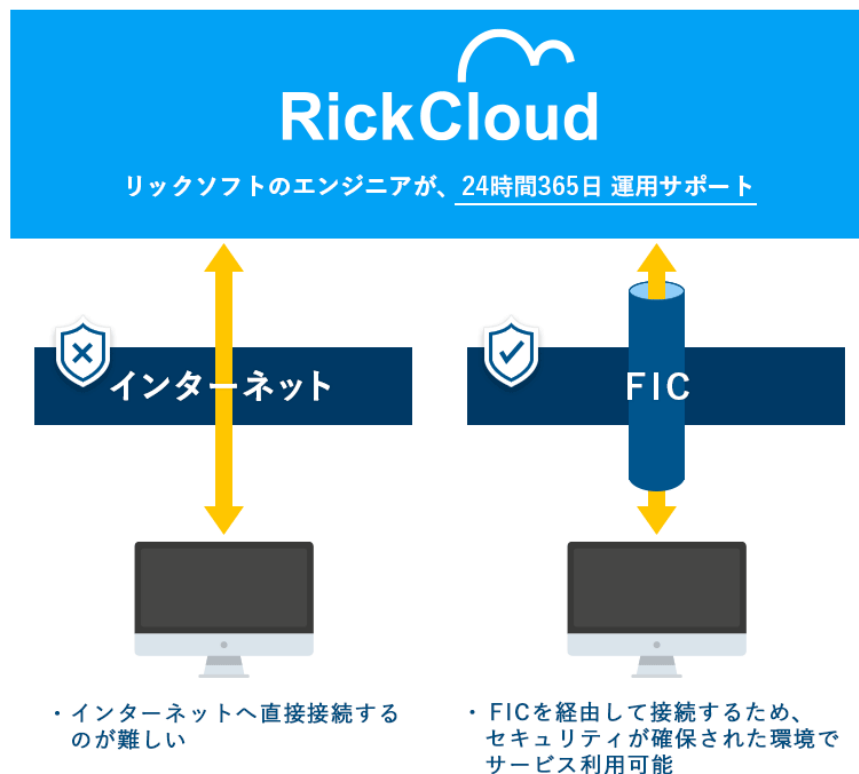 RickCloud
リックソフトのエンジニアが、24時間365日 運用サポート
インターネット
FIC
・インターネットへ直接接続する
のが難しい
・FICを経由して接続するため、
セキュリティが確保された環境で
サービス利用可能